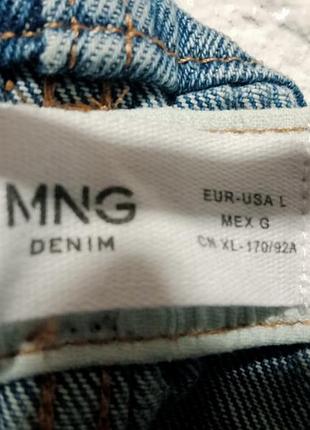 MNG
DENIM
EUR-USA L
MEX G
CN XL-170/92A